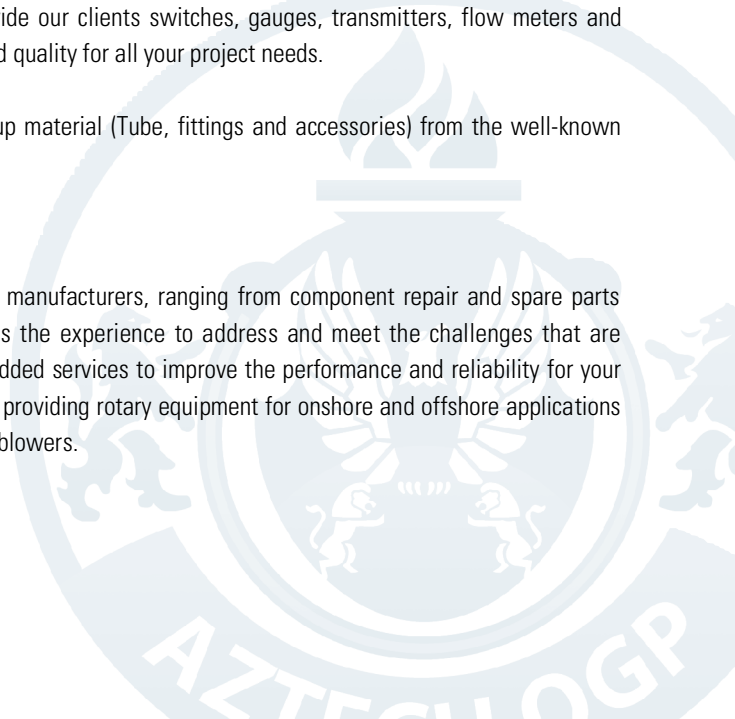 ide our clients switches, gauges, transmitters, flow meters and
d quality for all your project needs.
up material (Tube, fittings and accessories) from the well-known
manufacturers, ranging from component repair and spare parts
s the experience to address and meet the challenges that are
dded services to improve the performance and reliability for your
providing rotary equipment for onshore and offshore applications
blowers.
AZTECH OGP